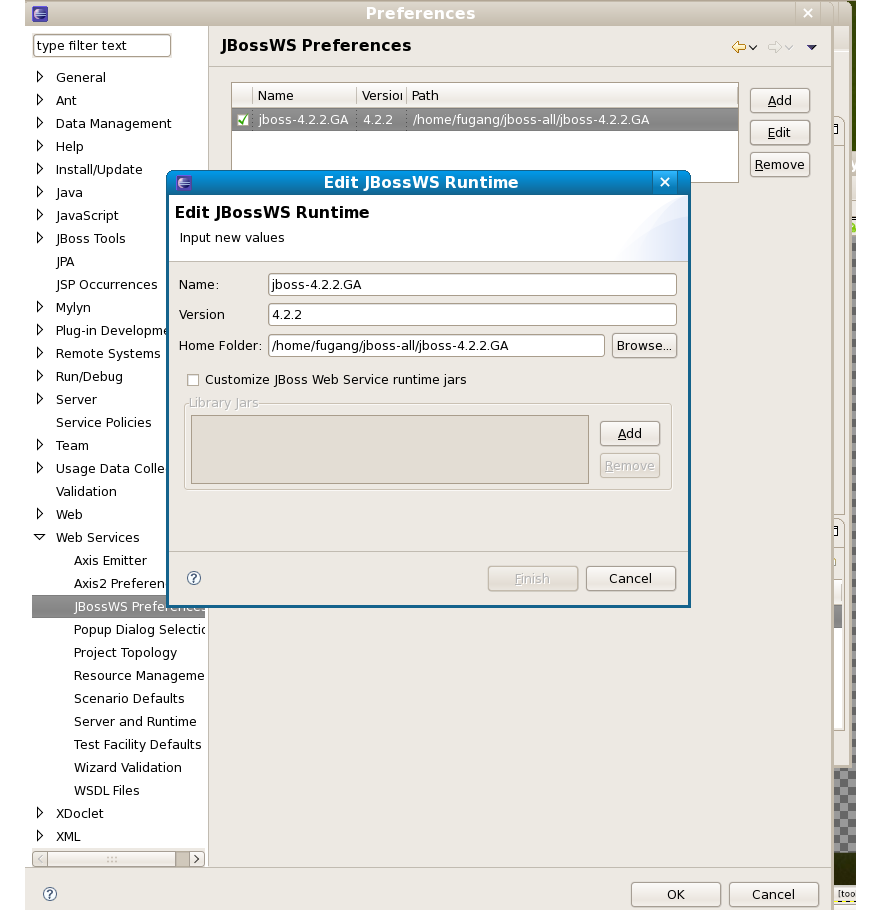 Preferences
type filter text
JBossWS Preferences
General
Ant
Data Management
Help
Install/Update
Java
JavaScript
JBoss Tools
JPA
JSP Occurrences
Mylyn
Plug-in Developme
Remote Systems
Run/Debug
Server
Service Policies
Team
Usage Data Colle
Validation
Web
Web Services
Axis Emitter
Axis2 Preferen
JBossWS Preferences
Popup Dialog Selectio
Project Topology
Resource Manageme
Scenario Defaults
Server and Runtime
Test Facility Defaults
Wizard Validation
WSDL Files
XDoclet
XML
Name Version Path
jboss-4.2.2.GA 4.2.2 /home/fugang/jboss-all/jboss-4.2.2.GA
Add
Edit
Remove
Edit JBossWS Runtime
Edit JBossWS Runtime
Input new values
Name: jboss-4.2.2.GA
Version 4.2.2
Home Folder: /home/fugang/jboss-all/jboss-4.2.2.GA Browse...
Customize JBoss Web Service runtime jars
Library Jars
Add
Remove
Finish Cancel
OK Cancel
[too